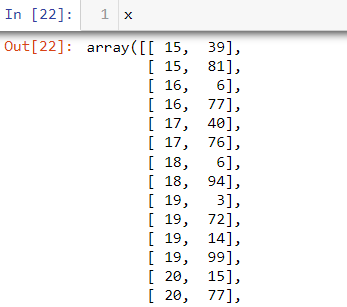 In [22]: 1 x
Out[22]: array([[ 15, 39],
[ 15, 81],
[ 16, 6],
[ 16, 77],
[ 17, 40],
[ 17, 76],
[ 18, 6],
[ 18, 94],
[ 19, 3],
[ 19, 72],
[ 19, 14],
[ 19, 99],
[ 20, 15],
[ 20, 77],